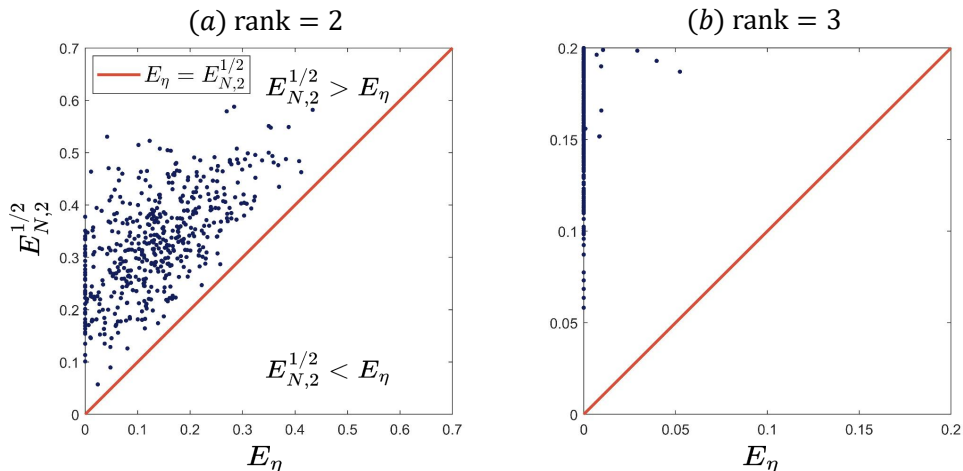 (a) rank = 2
0.7
0.6
0.5
0.4
0.3
0.2
0.1
0
E_{N,2}^{1/2}
E_η = E_{N,2}^{1/2}
E_{N,2}^{1/2} > E_η
E_{N,2}^{1/2} < E_η
0 0.1 0.2 0.3 0.4 0.5 0.6 0.7
E_η
(b) rank = 3
0.2
0.15
0.1
0.05
0
0 0.05 0.1 0.15 0.2
E_η